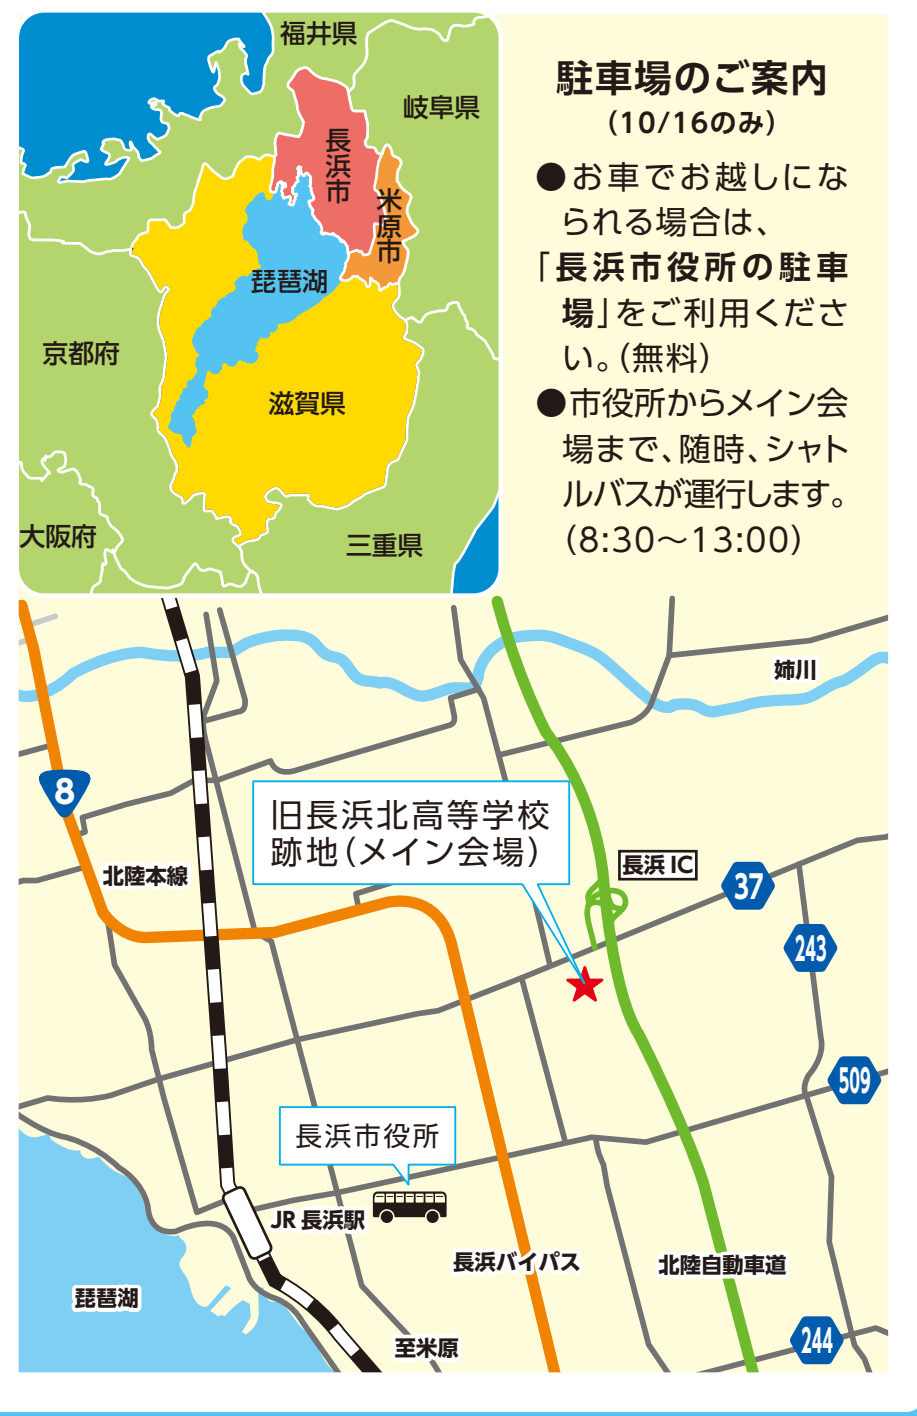 福井県
岐阜県
長浜市
米原市
琵琶湖
京都府
滋賀県
大阪府
三重県
駐車場のご案内
（10/16のみ）
●お車でお越しにな
られる場合は、
「長浜市役所の駐車
場」をご利用くださ
い。（無料）
●市役所からメイン会
場まで、随時、シャト
ルバスが運行します。
（8:30～13:00）
姉川
8
旧長浜北高等学校
跡地（メイン会場）
北陸本線
長浜 IC
37
243
509
長浜市役所
JR 長浜駅
長浜バイパス
北陸自動車道
琵琶湖
244
至米原